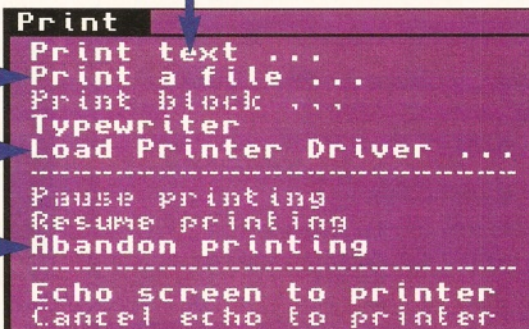 Print
Print text ...
Print a file ...
Print block ...
Typewriter
Load Printer Driver ...
Pause printing
Resume printing
Abandon printing
Echo screen to printer
Cancel echo to printer